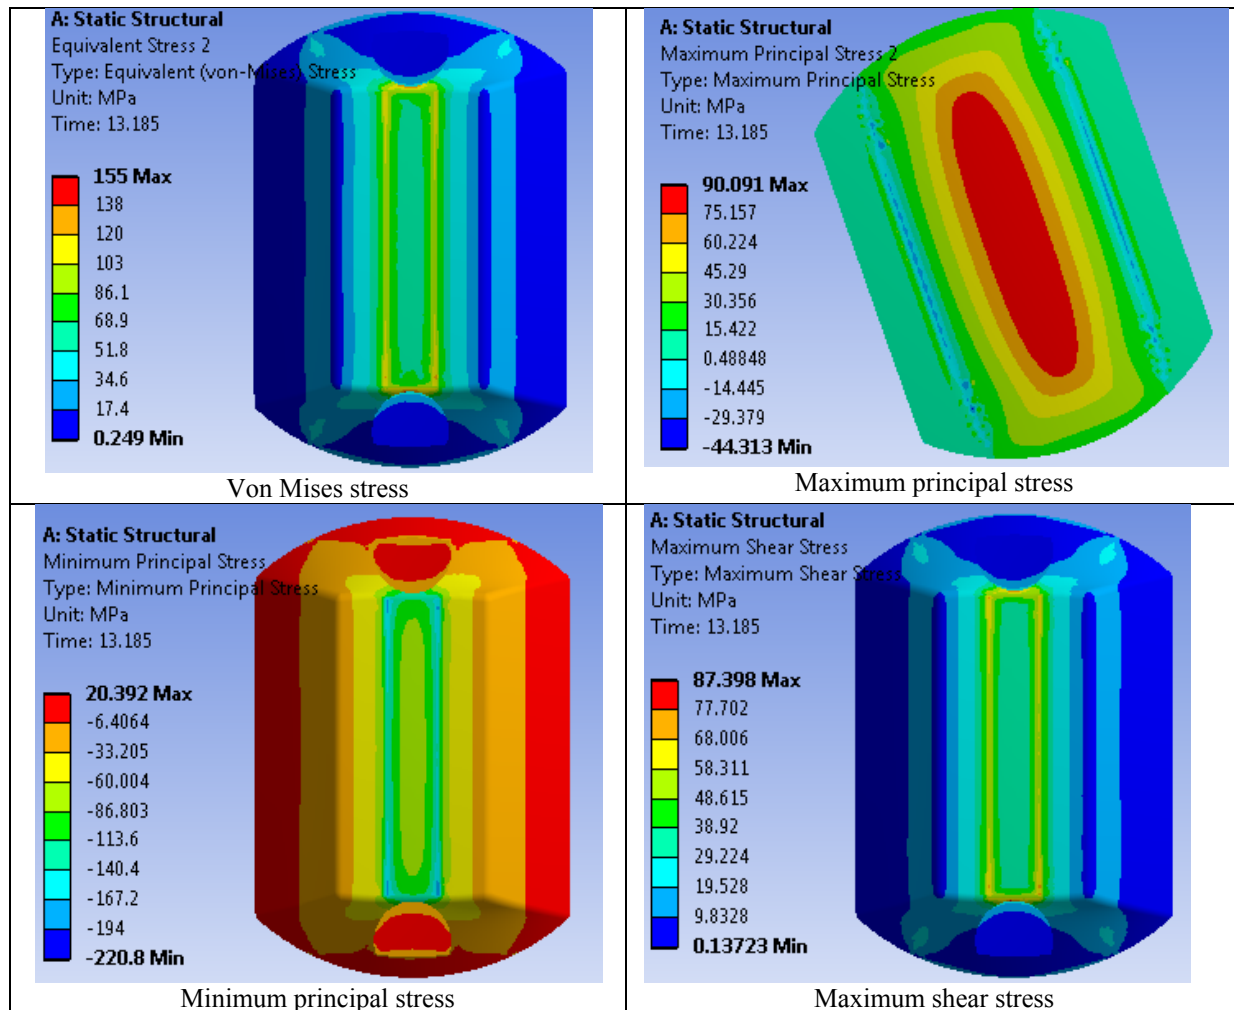 A: Static Structural
Equivalent Stress 2
Type: Equivalent (von-Mises) Stress
Unit: MPa
Time: 13.185
155 Max
138
120
103
86.1
68.9
51.8
34.6
17.4
0.249 Min
Von Mises stress
A: Static Structural
Maximum Principal Stress 2
Type: Maximum Principal Stress
Unit: MPa
Time: 13.185
90.091 Max
75.157
60.224
45.29
30.356
15.422
0.48848
-14.445
-29.379
-44.313 Min
Maximum principal stress
A: Static Structural
Minimum Principal Stress
Type: Minimum Principal Stress
Unit: MPa
Time: 13.185
20.392 Max
-6.4064
-33.205
-60.004
-86.803
-113.6
-140.4
-167.2
-194
-220.8 Min
Minimum principal stress
A: Static Structural
Maximum Shear Stress
Type: Maximum Shear Stress
Unit: MPa
Time: 13.185
87.398 Max
77.702
68.006
58.311
48.615
38.92
29.224
19.528
9.8328
0.13723 Min
Maximum shear stress